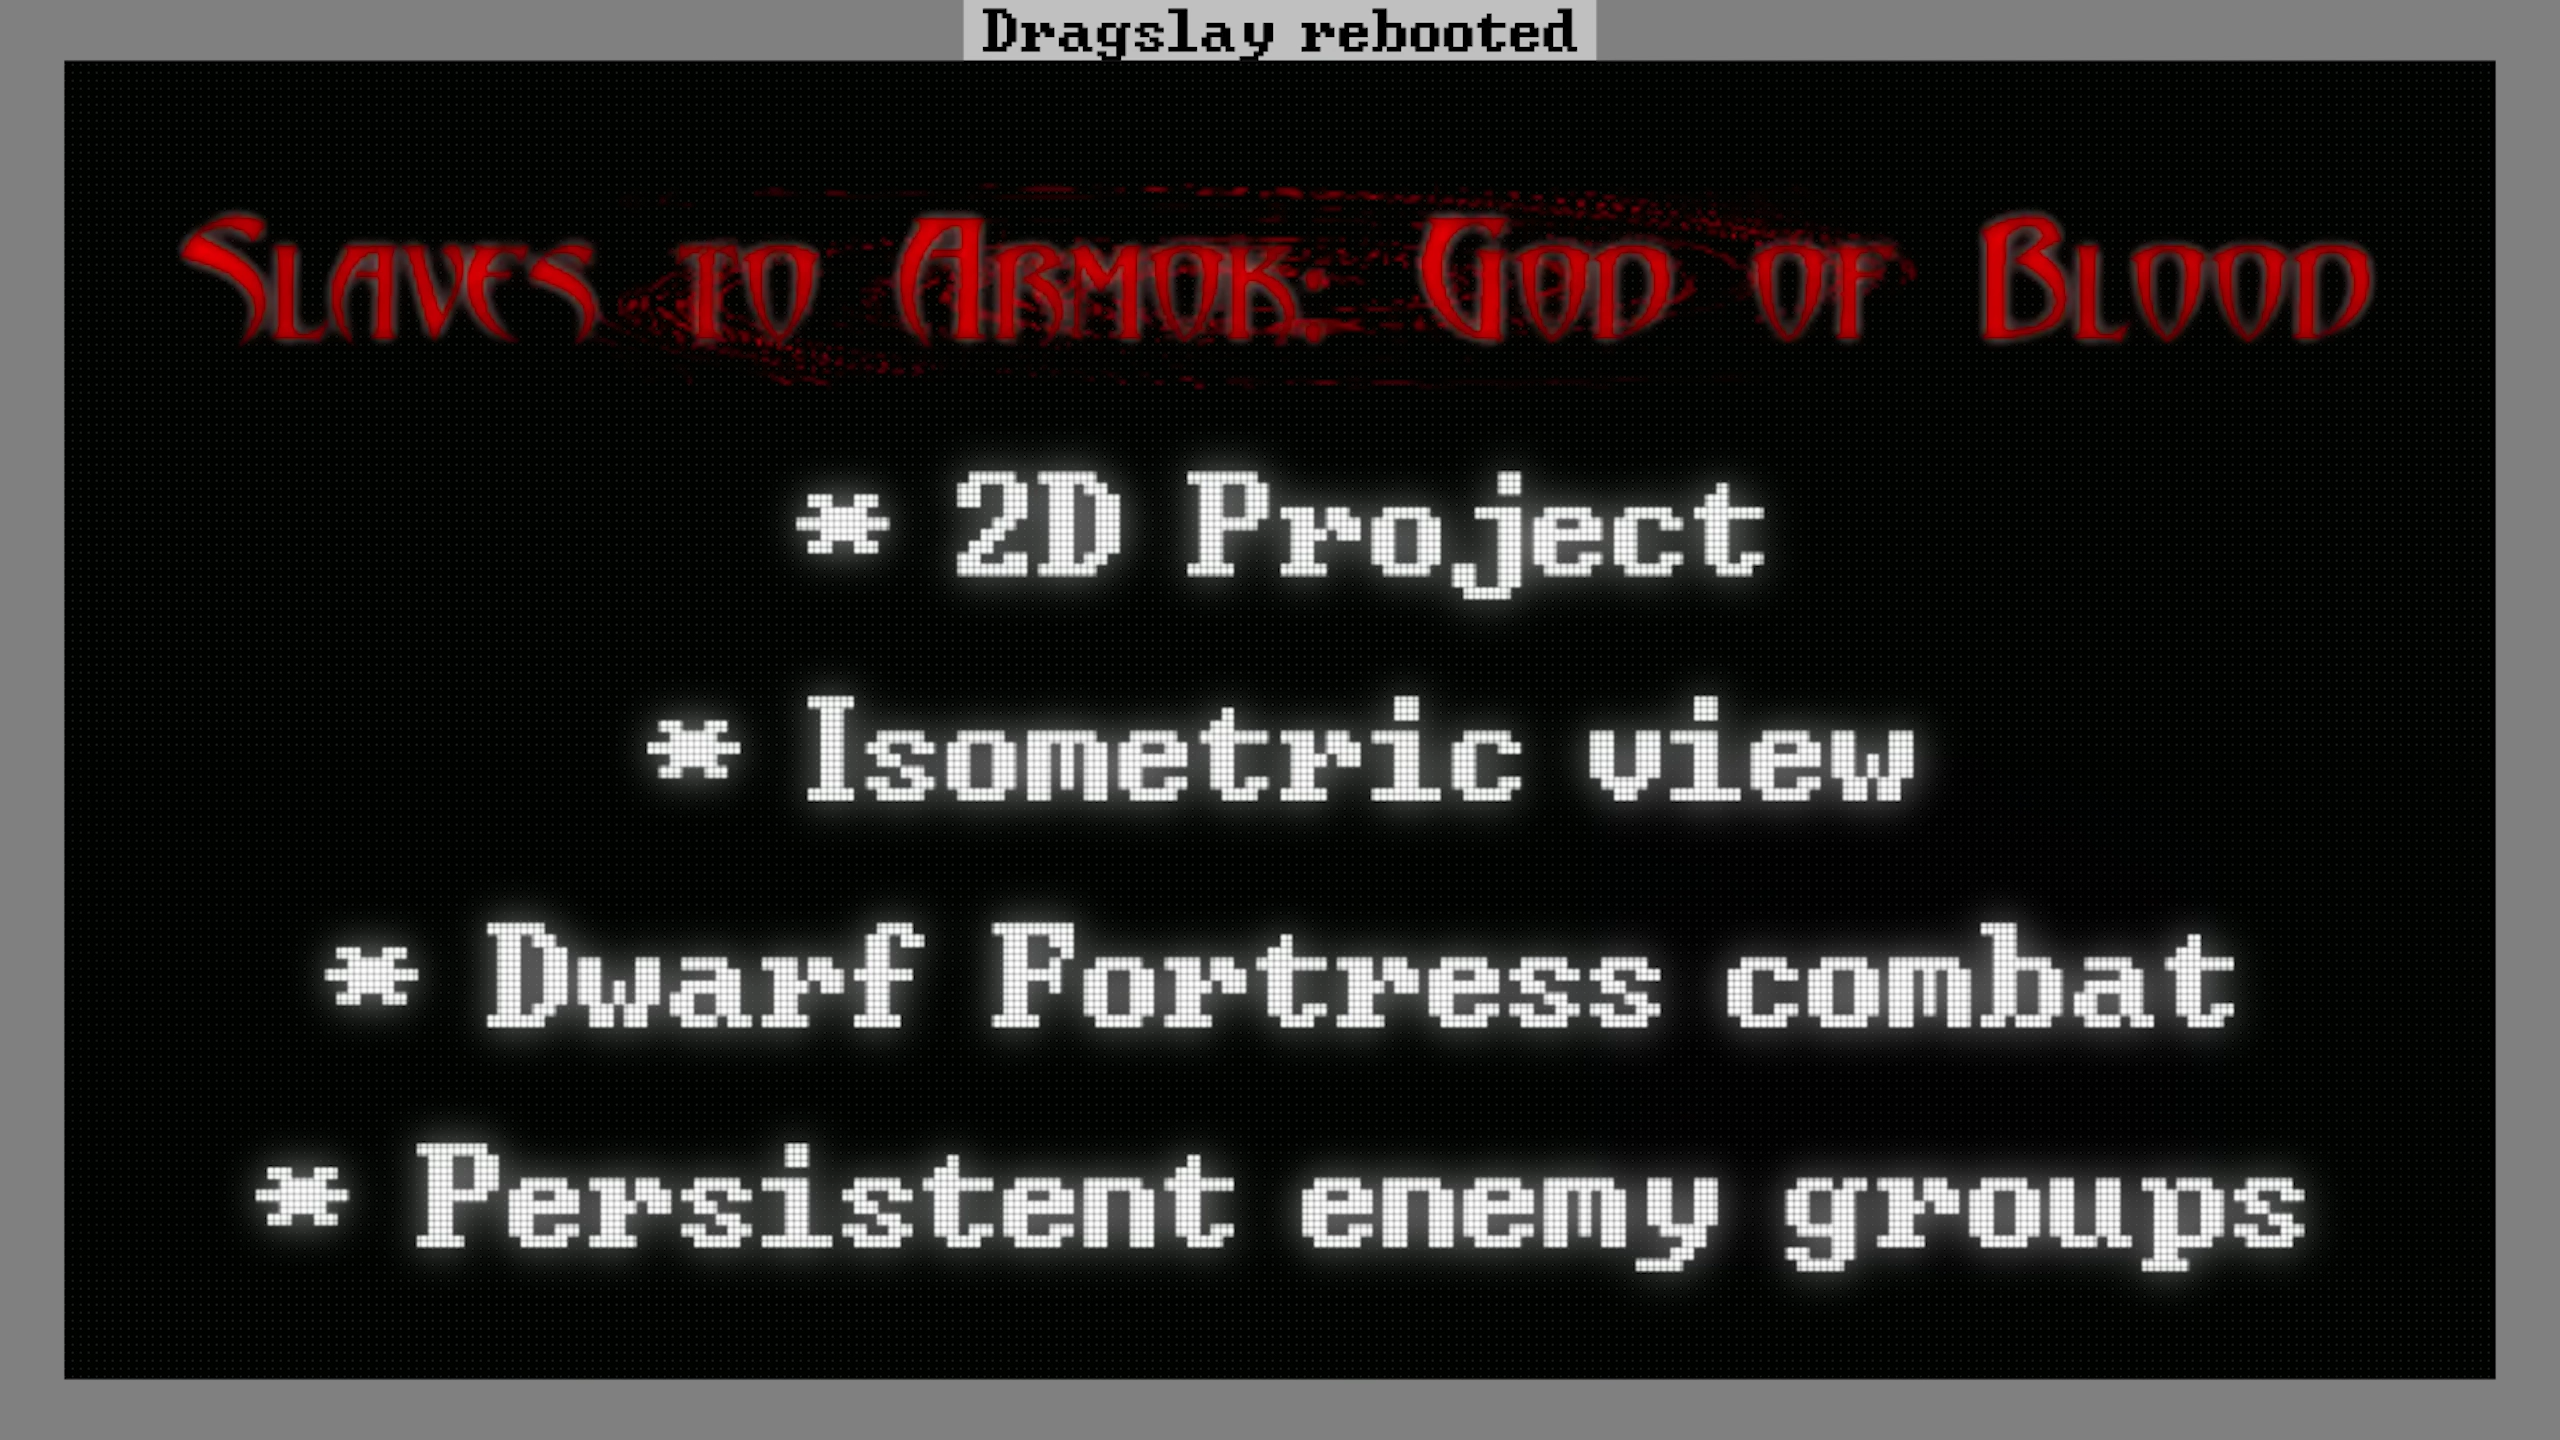 Dragslay rebooted
Slaves to Armok: God of Blood
* 2D Project
* Isometric view
* Dwarf Fortress combat
* Persistent enemy groups